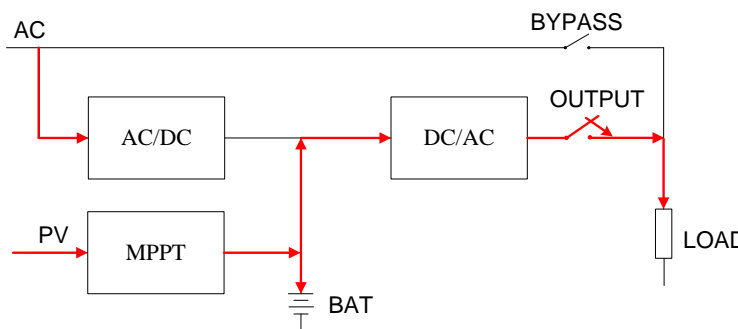 AC
BYPASS
OUTPUT
AC/DC
DC/AC
PV
MPPT
LOAD
BAT